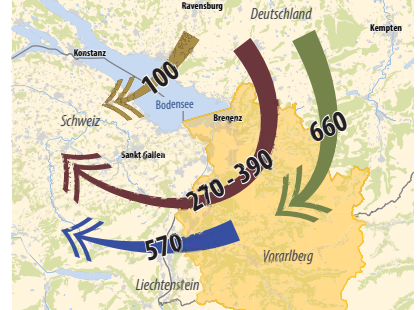 Ravensburg
Deutschland
Kempten
Konstanz
100
Bodensee
Schweiz
Bregenz
660
Sankt Gallen
270 - 390
570
Vorarlberg
Liechtenstein